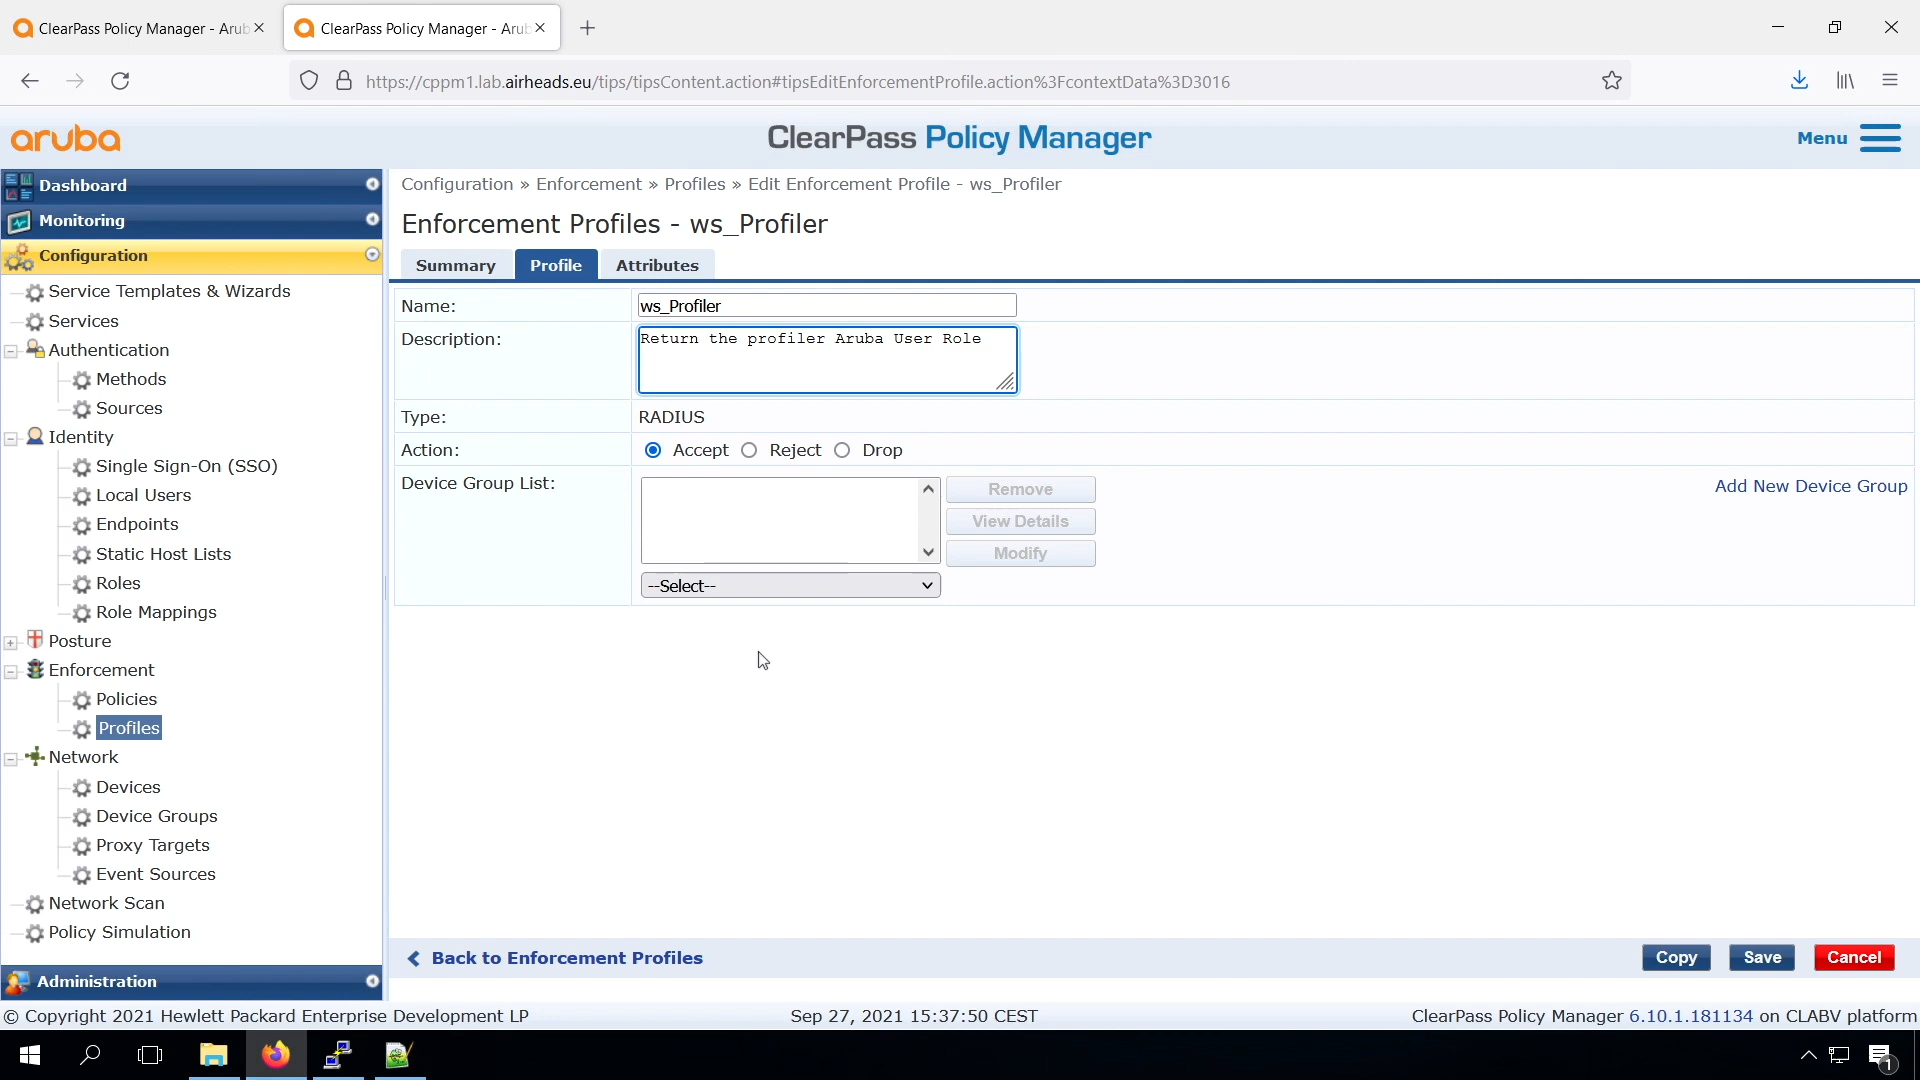 ClearPass Policy Manager - Arub
ClearPass Policy Manager - Arub
https://cppm1.lab.airheads.eu/tips/tipsContent.action#tipsEditEnforcementProfile.action%3FcontextData%3D3016
aruba
ClearPass Policy Manager
Menu
Dashboard
Monitoring
Configuration
Service Templates & Wizards
Services
Authentication
Methods
Sources
Identity
Single Sign-On (SSO)
Local Users
Endpoints
Static Host Lists
Roles
Role Mappings
Posture
Enforcement
Policies
Profiles
Network
Devices
Device Groups
Proxy Targets
Event Sources
Network Scan
Policy Simulation
Administration
Configuration » Enforcement » Profiles » Edit Enforcement Profile - ws_Profiler
Enforcement Profiles - ws_Profiler
Summary Profile Attributes
Name: ws_Profiler
Description: Return the profiler Aruba User Role
Type: RADIUS
Action: Accept Reject Drop
Device Group List: Remove Add New Device Group
View Details
Modify
--Select--
Back to Enforcement Profiles Copy Save Cancel
© Copyright 2021 Hewlett Packard Enterprise Development LP Sep 27, 2021 15:37:50 CEST ClearPass Policy Manager 6.10.1.181134 on CLABV platform
1